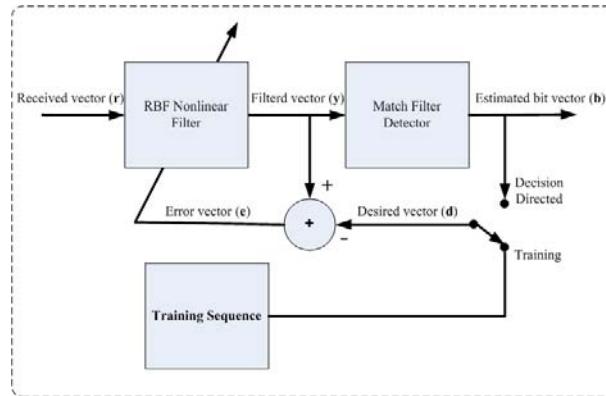 Received vector (r)
RBF Nonlinear
Filter
Filterd vector (y)
Match Filter
Detector
Estimated bit vector (b)
+
Decision
Directed
Error vector (e)
+
Desired vector (d)
−
Training
Training Sequence